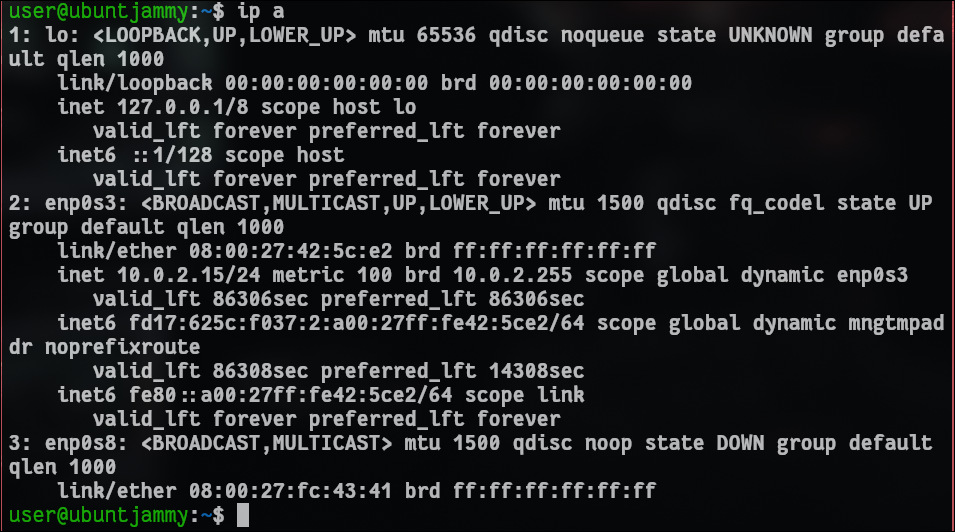 user@ubuntjammy:~$ ip a
1: lo: <LOOPBACK,UP,LOWER_UP> mtu 65536 qdisc noqueue state UNKNOWN group defa
ult qlen 1000
    link/loopback 00:00:00:00:00:00 brd 00:00:00:00:00:00
    inet 127.0.0.1/8 scope host lo
       valid_lft forever preferred_lft forever
    inet6 ::1/128 scope host
       valid_lft forever preferred_lft forever
2: enp0s3: <BROADCAST,MULTICAST,UP,LOWER_UP> mtu 1500 qdisc fq_codel state UP
group default qlen 1000
    link/ether 08:00:27:42:5c:e2 brd ff:ff:ff:ff:ff:ff
    inet 10.0.2.15/24 metric 100 brd 10.0.2.255 scope global dynamic enp0s3
       valid_lft 86306sec preferred_lft 86306sec
    inet6 fd17:625c:f037:2:a00:27ff:fe42:5ce2/64 scope global dynamic mngtmpad
dr noprefixroute
       valid_lft 86308sec preferred_lft 14308sec
    inet6 fe80::a00:27ff:fe42:5ce2/64 scope link
       valid_lft forever preferred_lft forever
3: enp0s8: <BROADCAST,MULTICAST> mtu 1500 qdisc noop state DOWN group default
qlen 1000
    link/ether 08:00:27:fc:43:41 brd ff:ff:ff:ff:ff:ff
user@ubuntjammy:~$